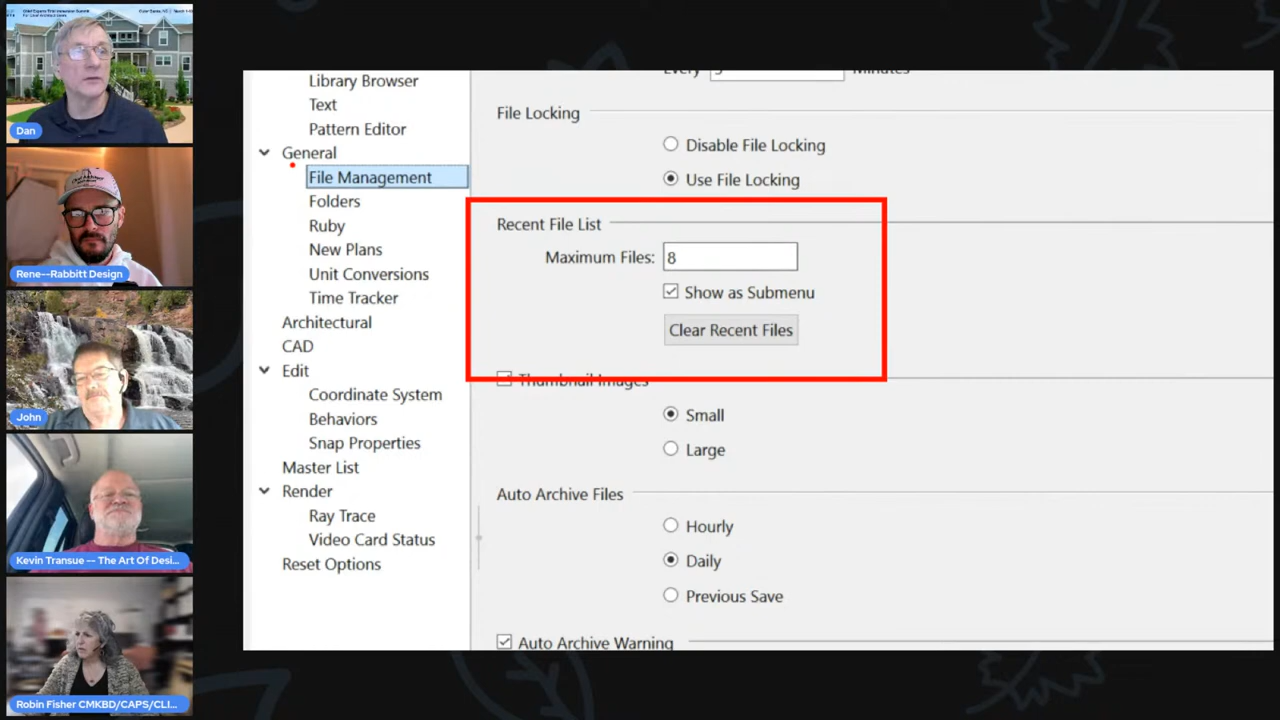 Dan
Rene--Rabbitt Design
John
Kevin Transue -- The Art Of Desi...
Robin Fisher CMKBD/CAPS/CLI...
Library Browser
Text
Pattern Editor
General
File Management
Folders
Ruby
New Plans
Unit Conversions
Time Tracker
Architectural
CAD
Edit
Coordinate System
Behaviors
Snap Properties
Master List
Render
Ray Trace
Video Card Status
Reset Options
Every Minutes
File Locking
Disable File Locking
Use File Locking
Recent File List
Maximum Files: 8
Show as Submenu
Clear Recent Files
Thumbnail Images
Small
Large
Auto Archive Files
Hourly
Daily
Previous Save
Auto Archive Warning